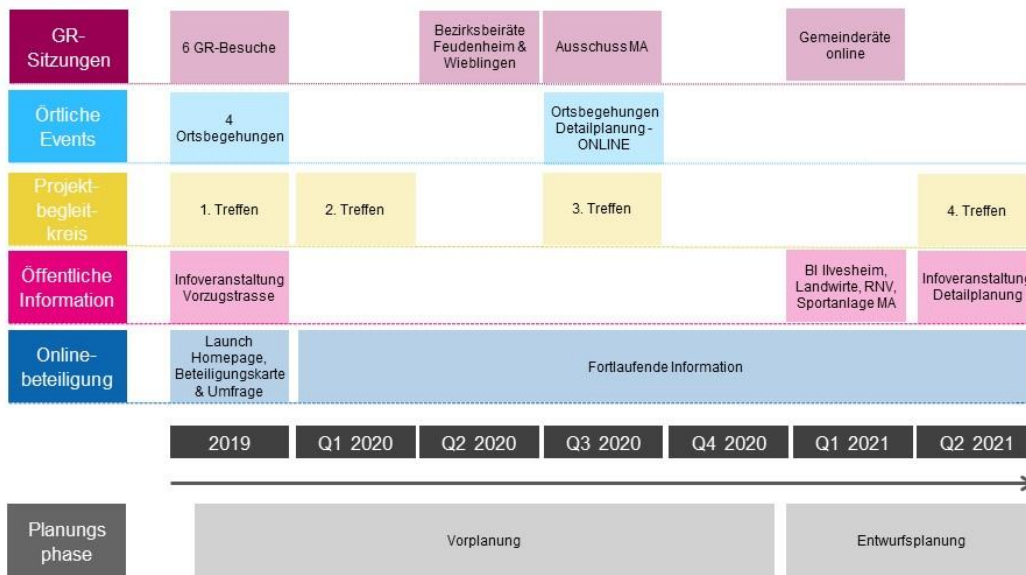 GR-
Sitzungen
6 GR-Besuche
Bezirksbeiräte
Feudenheim &
Wieblingen
Ausschuss MA
Gemeinderäte
online
Örtliche
Events
4
Ortsbegehungen
Ortsbegehungen
Detailplanung -
ONLINE
Projekt-
begleit-
kreis
1. Treffen
2. Treffen
3. Treffen
4. Treffen
Öffentliche
Information
Infoveranstaltung
Vorzugstrasse
BI Ilvesheim,
Landwirte, RNV,
Sportanlage MA
Infoveranstaltung
Detailplanung
Online-
beteiligung
Launch
Homepage,
Beteiligungskarte
& Umfrage
Fortlaufende Information
2019
Q1 2020
Q2 2020
Q3 2020
Q4 2020
Q1 2021
Q2 2021
Planungs
phase
Vorplanung
Entwurfsplanung